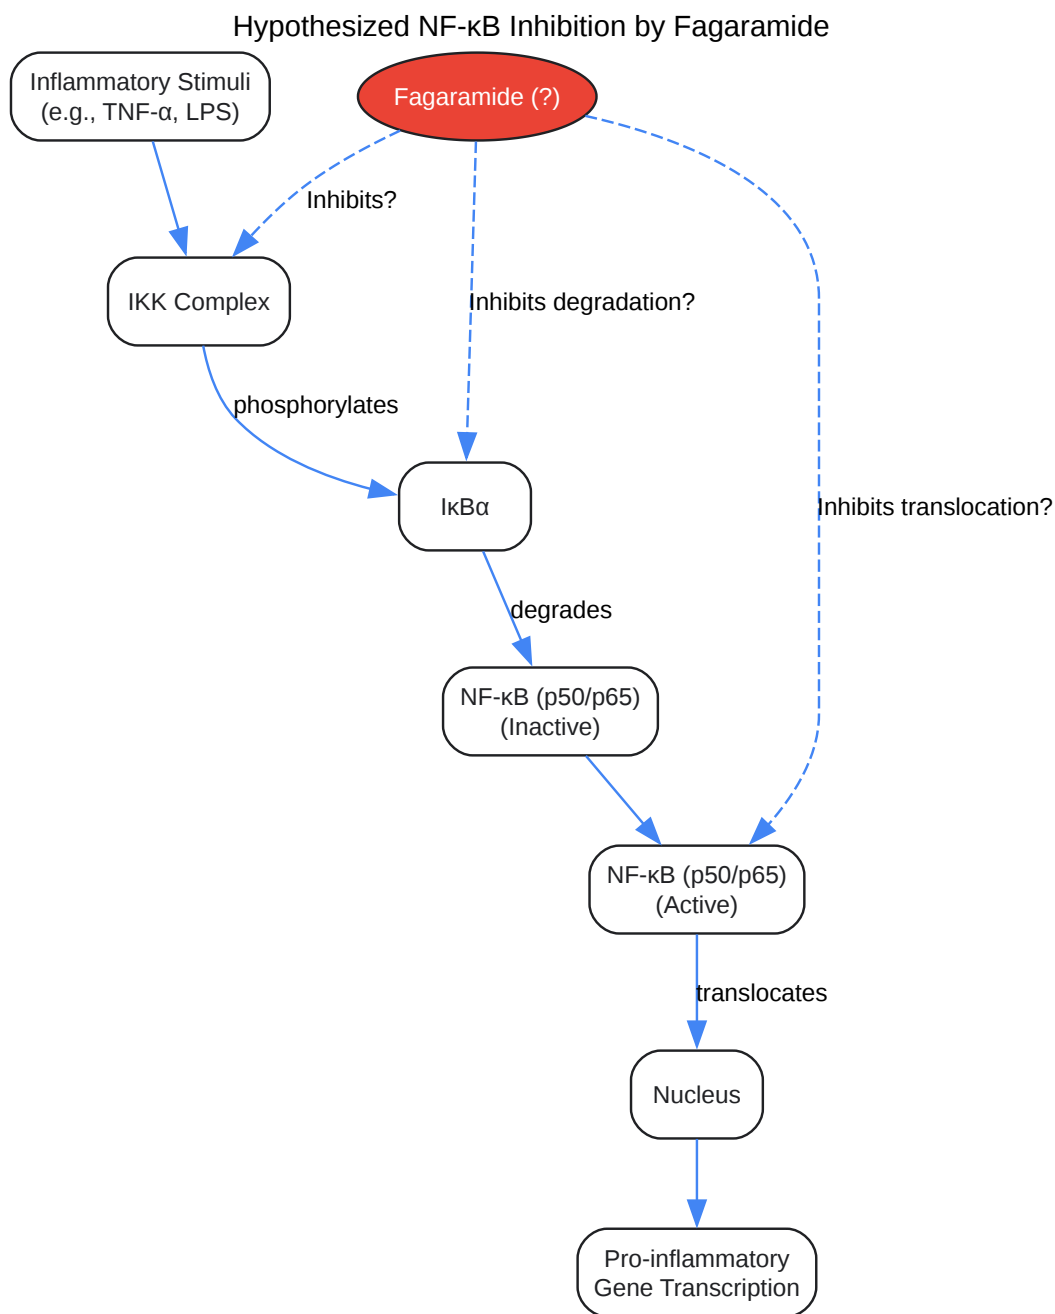 Hypothesized NF-κB Inhibition by Fagaramide
Inflammatory Stimuli
(e.g., TNF-α, LPS)
Fagaramide (?)
Inhibits?
IKK Complex
Inhibits degradation?
phosphorylates
IκBα
Inhibits translocation?
degrades
NF-κB (p50/p65)
(Inactive)
NF-κB (p50/p65)
(Active)
translocates
Nucleus
Pro-inflammatory
Gene Transcription